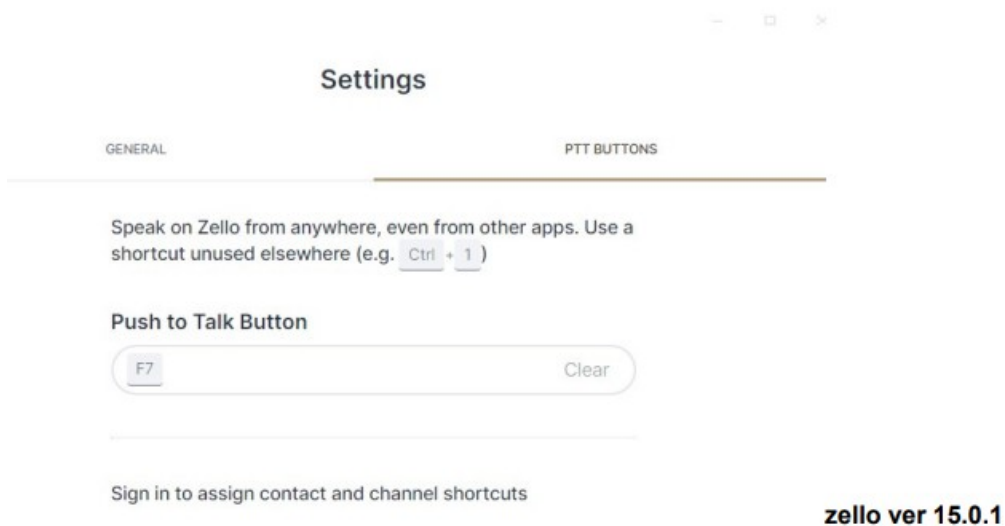 Settings
GENERAL
PTT BUTTONS
Speak on Zello from anywhere, even from other apps. Use a
shortcut unused elsewhere (e.g. Ctrl + 1 )
Push to Talk Button
F7
Clear
Sign in to assign contact and channel shortcuts
zello ver 15.0.1